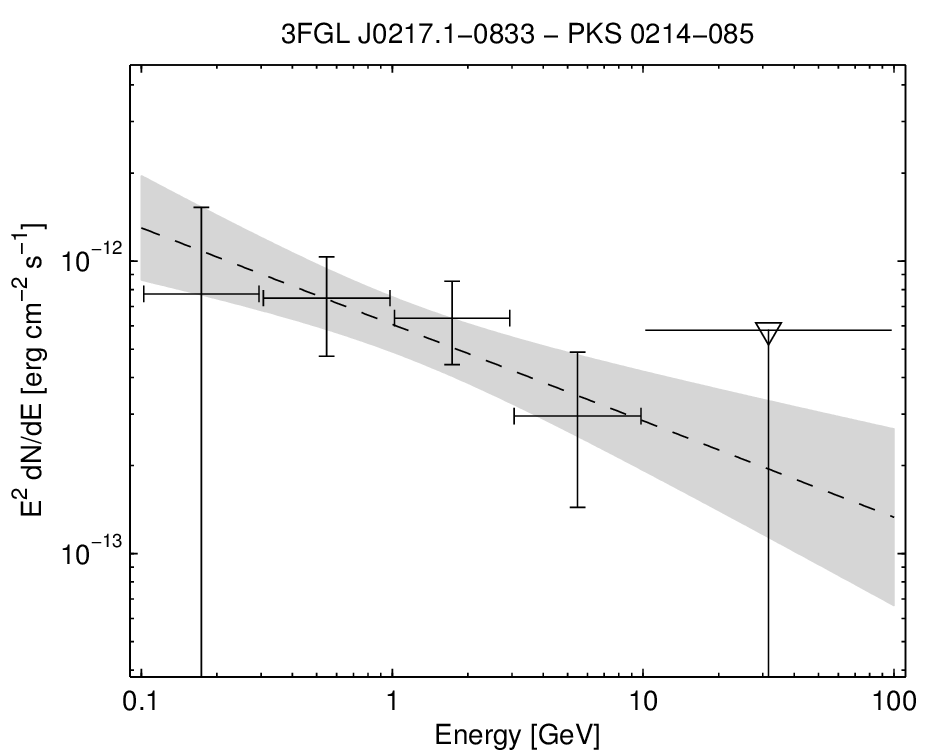 3FGL J0217.1−0833 − PKS 0214−085
E² dN/dE [erg cm⁻² s⁻¹]
10⁻¹²
10⁻¹³
0.1 1 10 100
Energy [GeV]